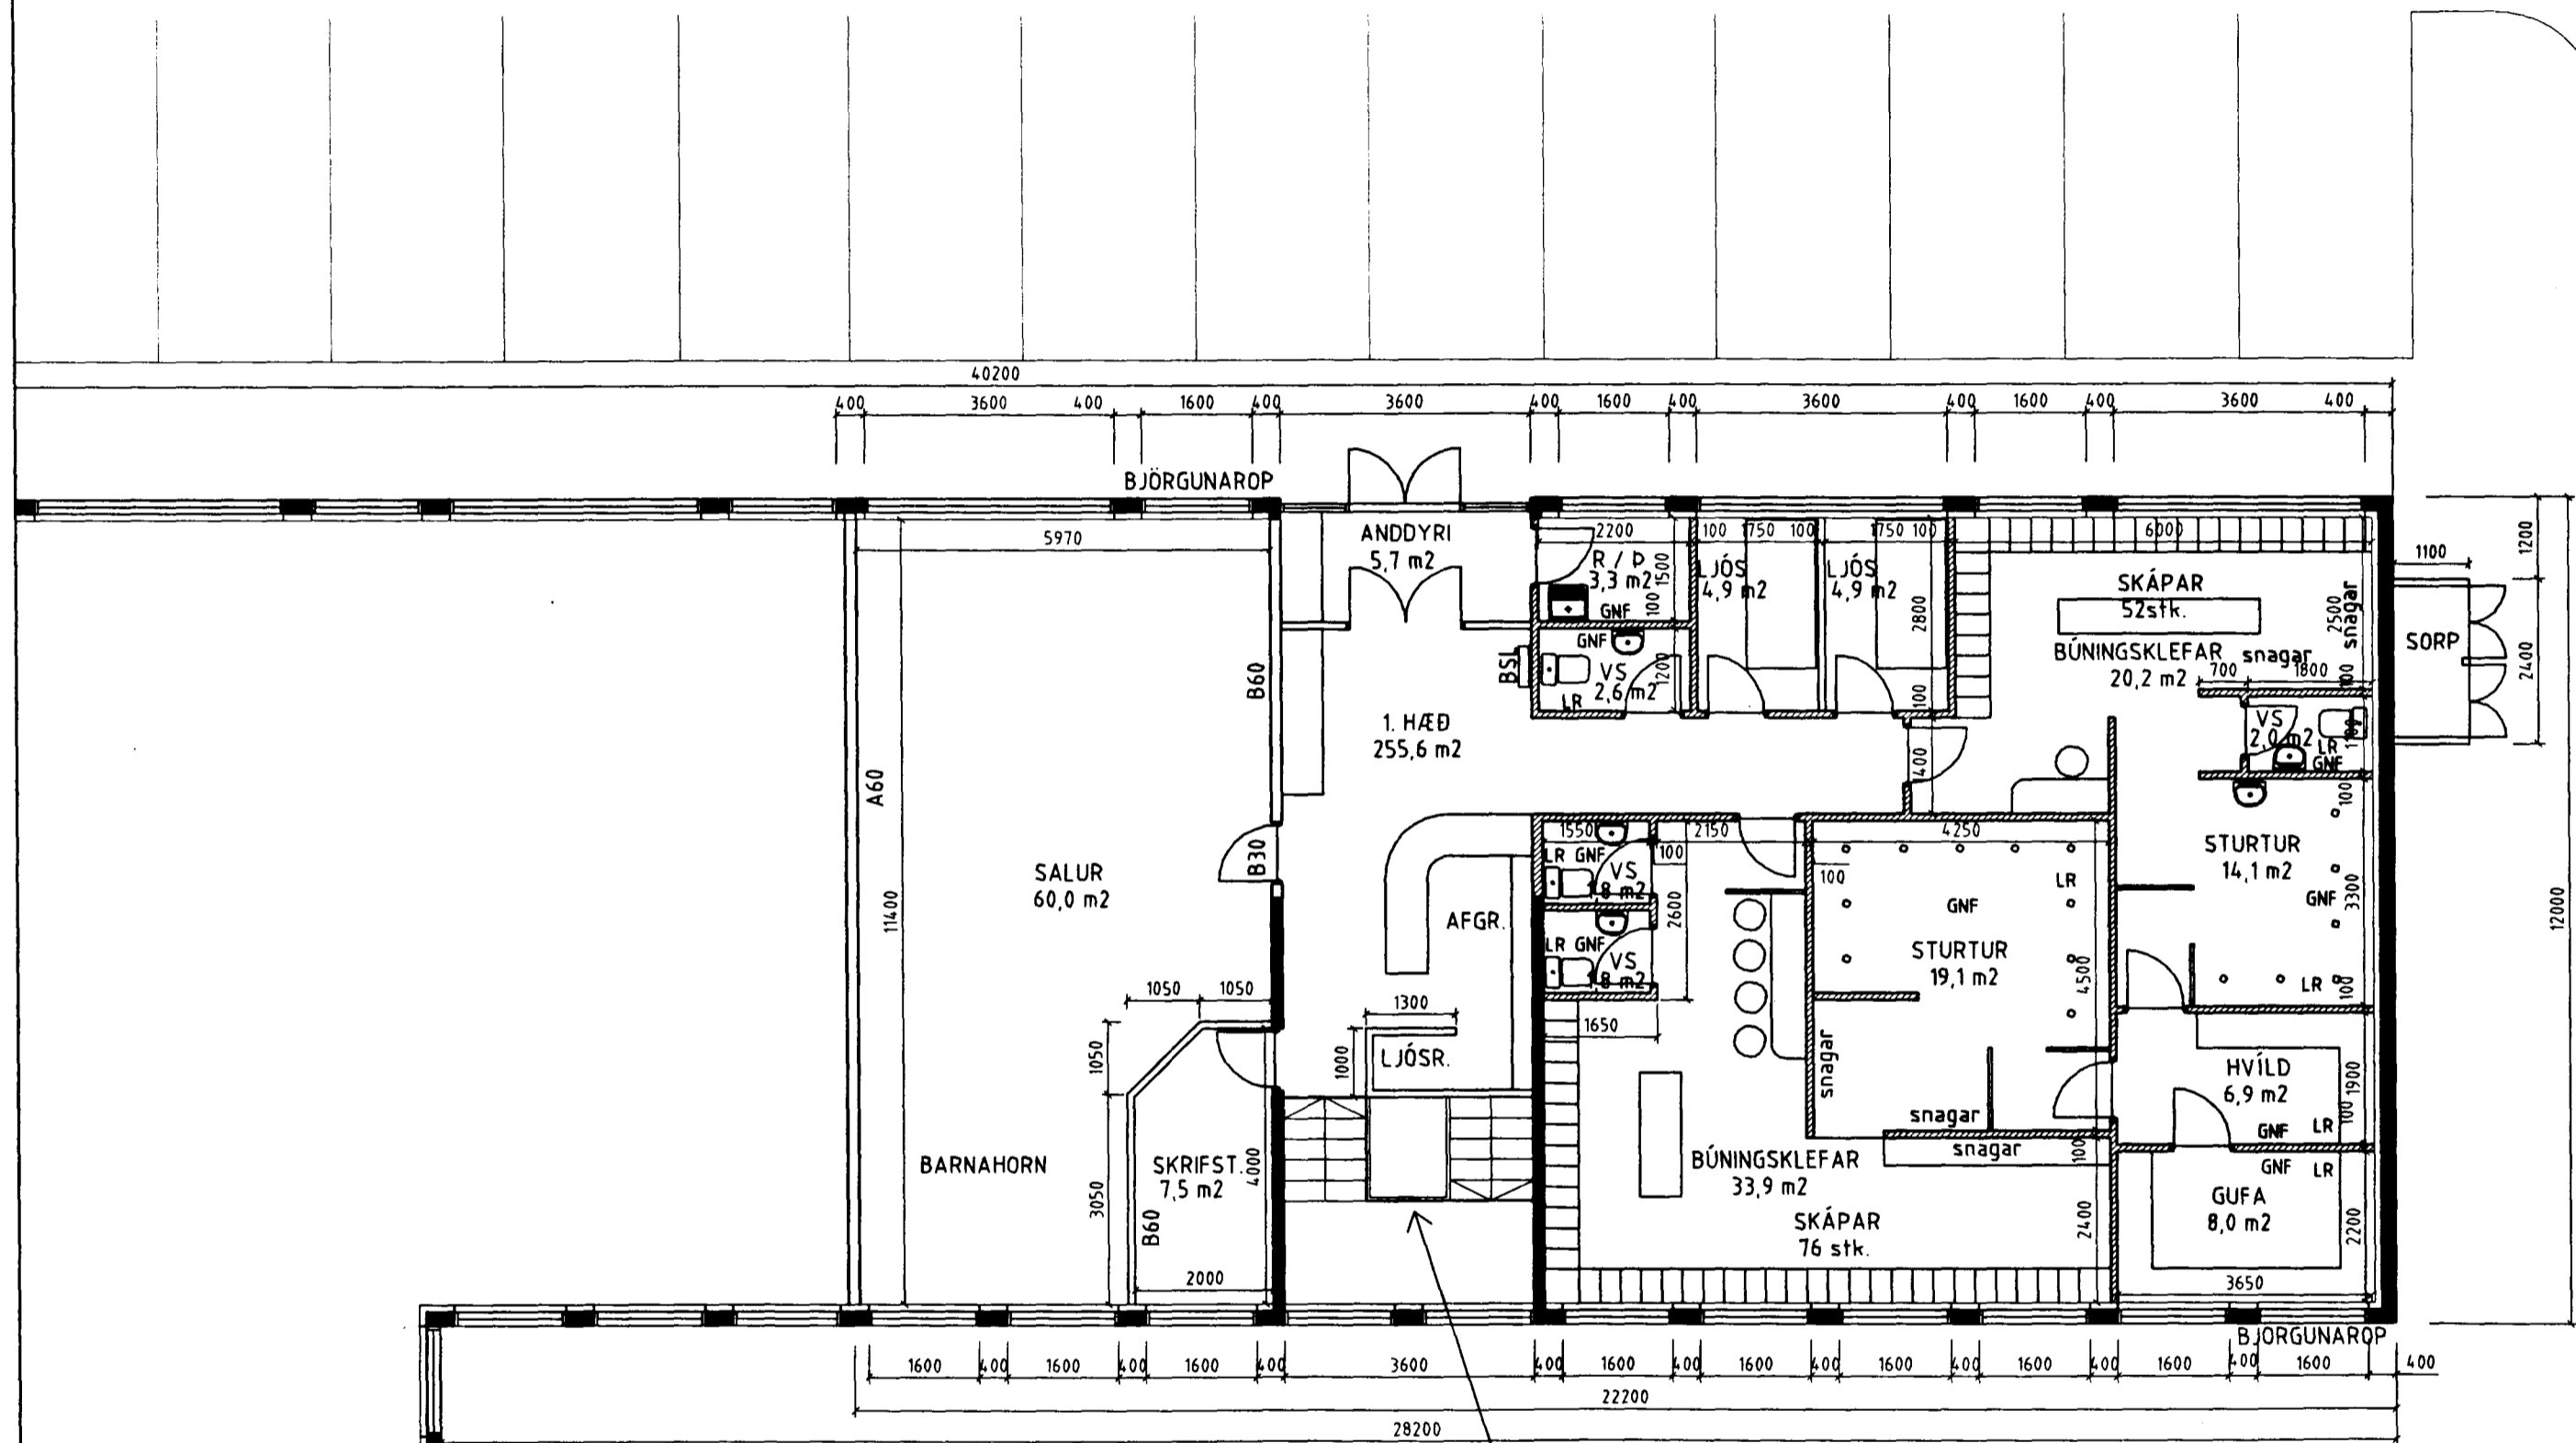 40200
400 3600 400 1600 400 3600 400 1600 400 3600 400 1600 400 3600 400
BJÖRGUNAROP
5970
ANDDYRI
5,7 m2
2200
R / Þ
3,3 m2
GNF
1500
100
100 1750 100
LJÓS
4,9 m2
1750 100
LJÓS
4,9 m2
2800
100
6000
SKÁPAR
52stk.
2500
snagar
BÚNINGSKLEFAR
20,2 m2
snagar
700 1800
100
1100
1200
2400
SORP
12000
GNF
VS
2,6 m2
LR
1200
BSL
B60
1. HÆÐ
255,6 m2
A60
1400
VS
2,0 m2
LR
GNF
1100
100
B30
SALUR
60,0 m2
11400
AFGR.
1550
LR GNF
VS
1,8 m2
100
2150
2600
LR GNF
VS
1,8 m2
1650
4250
100
LR
GNF
STURTUR
19,1 m2
4500
STURTUR
14,1 m2
GNF
3300
LR
100
1050 1050
1050
3050
1300
1000
LJÓSR.
snagar
snagar
snagar
100
HVÍLD
6,9 m2
1900
100
GNF
LR
BARNAHORN
SKRIFST.
7,5 m2
4000
B60
2000
BÚNINGSKLEFAR
33,9 m2
SKÁPAR
76 stk.
2400
GNF
LR
GUFA
8,0 m2
2200
3650
BJÖRGUNAROP
1600 400 1600 400 1600 400 3600 400 1600 400 1600 400 1600 400 1600 400 1600 400 1600 400
22200
28200